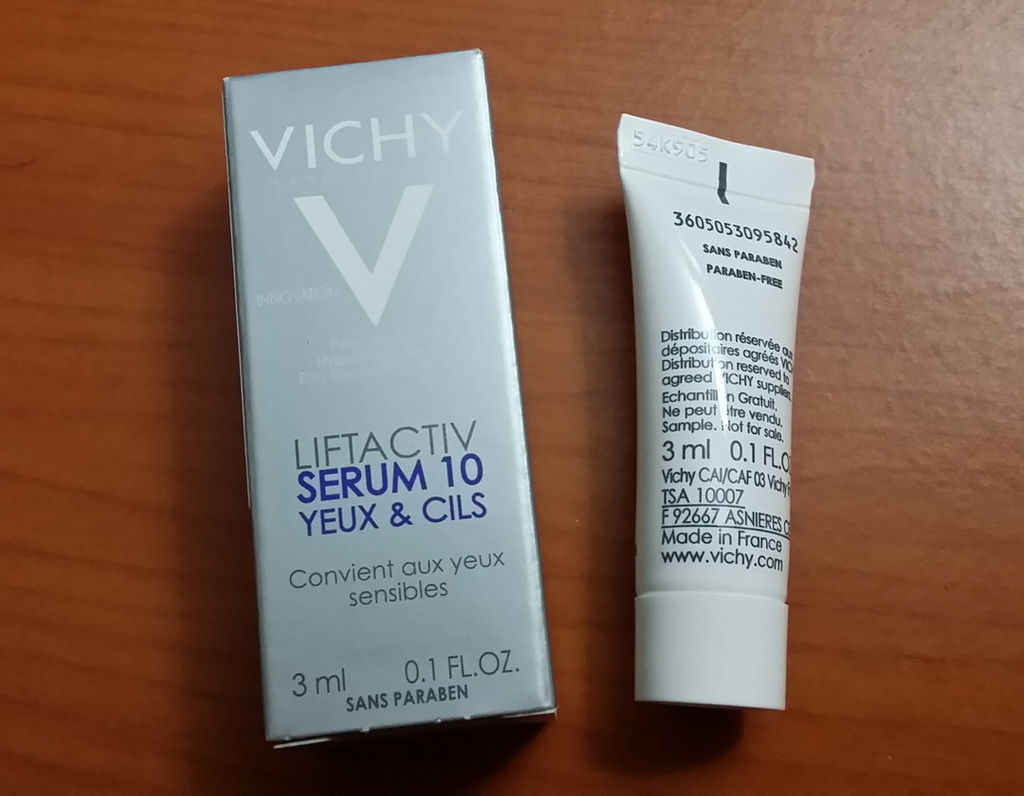 VICHY
V
INNOVATION
LIFTACTIV
SERUM 10
YEUX & CILS
Convient aux yeux
sensibles
3 ml 0.1 FL.OZ.
SANS PARABEN
54K905
3605053095842
SANS PARABEN
PARABEN-FREE
Distribution réservée aux
dépositaires agréés
Distribution reserved to
agreed VICHY suppliers.
Echantillon Gratuit.
Ne peut être vendu.
Sample. Not for sale.
3 ml 0.1 FL.O
Vichy CAI/CAF 03 Vichy
TSA 10007
F 92667 ASNIERES
Made in France
www.vichy.com